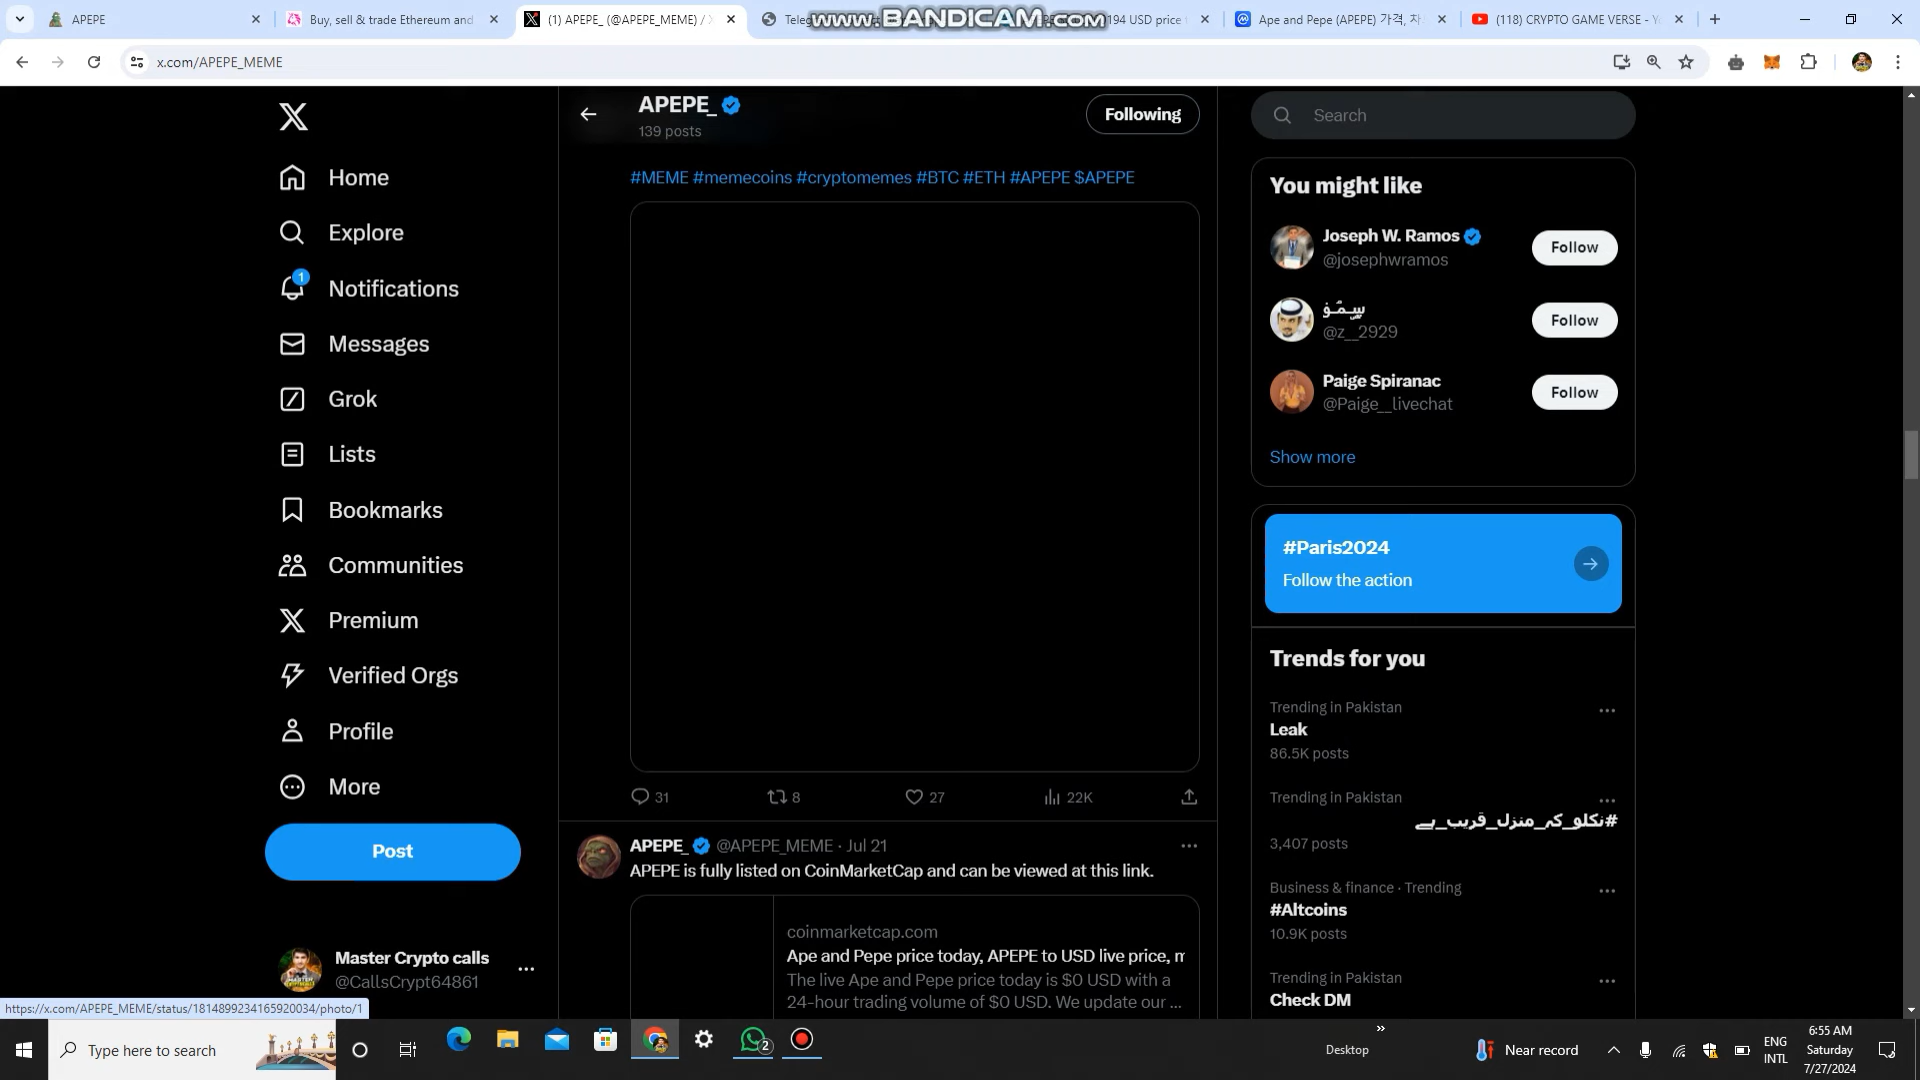 APEPE
Buy, sell & trade Ethereum and
(1) APEPE_ (@APEPE_MEME) / X
www.BANDICAM.com
194 USD price
Ape and Pepe (APEPE) 가격, 차
(118) CRYPTO GAME VERSE - Y
x.com/APEPE_MEME
APEPE_
139 posts
Following
Search
Home
Explore
1
Notifications
Messages
Grok
Lists
Bookmarks
Communities
Premium
Verified Orgs
Profile
More
Post
Master Crypto calls
@CallsCrypt64861
#MEME #memecoins #cryptomemes #BTC #ETH #APEPE $APEPE
31
8
27
22K
APEPE_ @APEPE_MEME · Jul 21
APEPE is fully listed on CoinMarketCap and can be viewed at this link.
coinmarketcap.com
Ape and Pepe price today, APEPE to USD live price, m
The live Ape and Pepe price today is $0 USD with a
24-hour trading volume of $0 USD. We update our ...
You might like
Joseph W. Ramos
@josephwramos
Follow
@z__2929
Follow
Paige Spiranac
@Paige__livechat
Follow
Show more
#Paris2024
Follow the action
Trends for you
Trending in Pakistan
Leak
86.5K posts
Trending in Pakistan
#نکلو_کہ_منزل_قریب_ہے
3,407 posts
Business & finance · Trending
#Altcoins
10.9K posts
Trending in Pakistan
Check DM
https://x.com/APEPE_MEME/status/1814899234165920034/photo/1
Type here to search
2
Desktop
Near record
ENG
INTL
6:55 AM
Saturday
7/27/2024